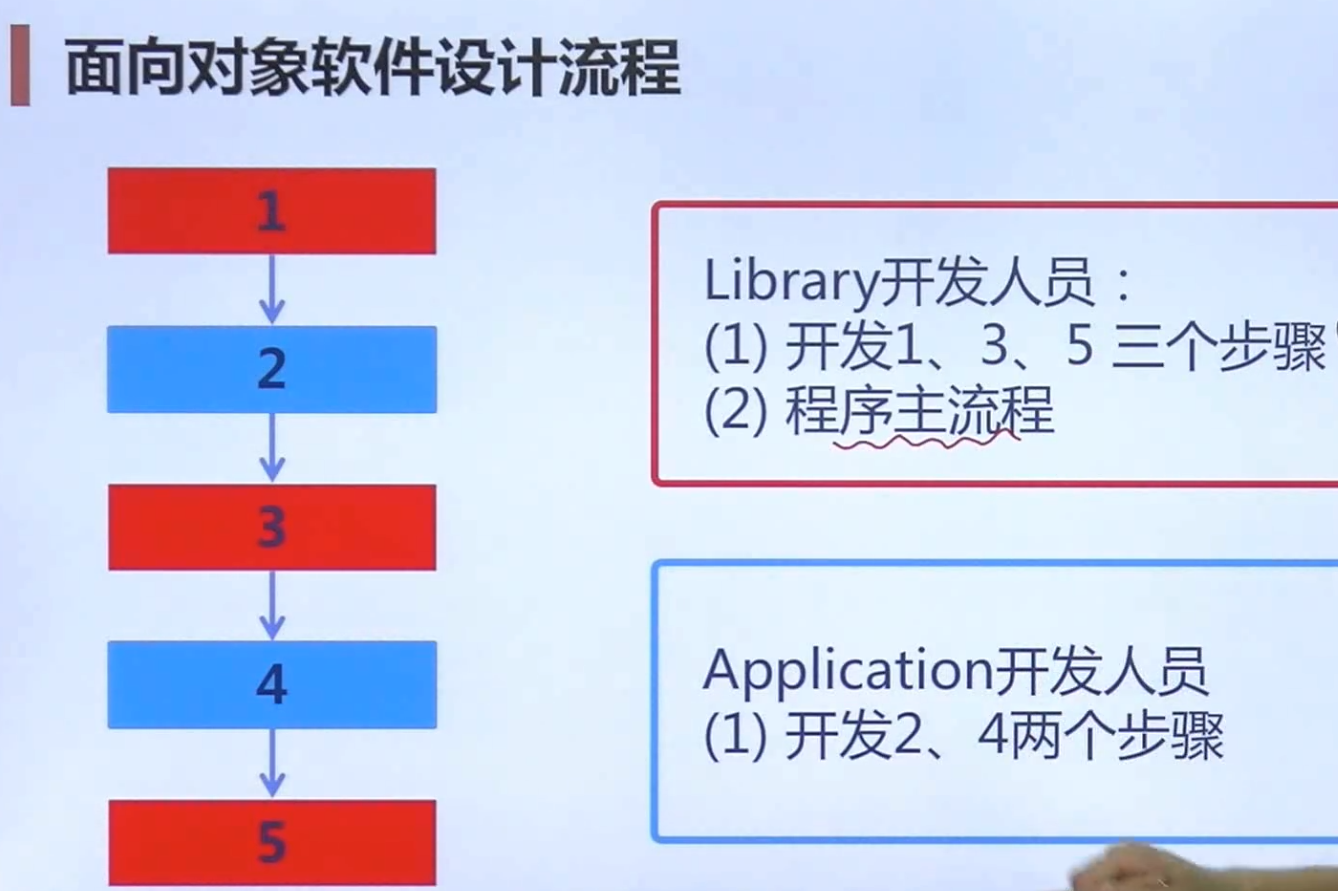 面向对象软件设计流程
1
2
3
4
5
Library开发人员：
(1) 开发1、3、5 三个步骤
(2) 程序主流程
Application开发人员
(1) 开发2、4两个步骤